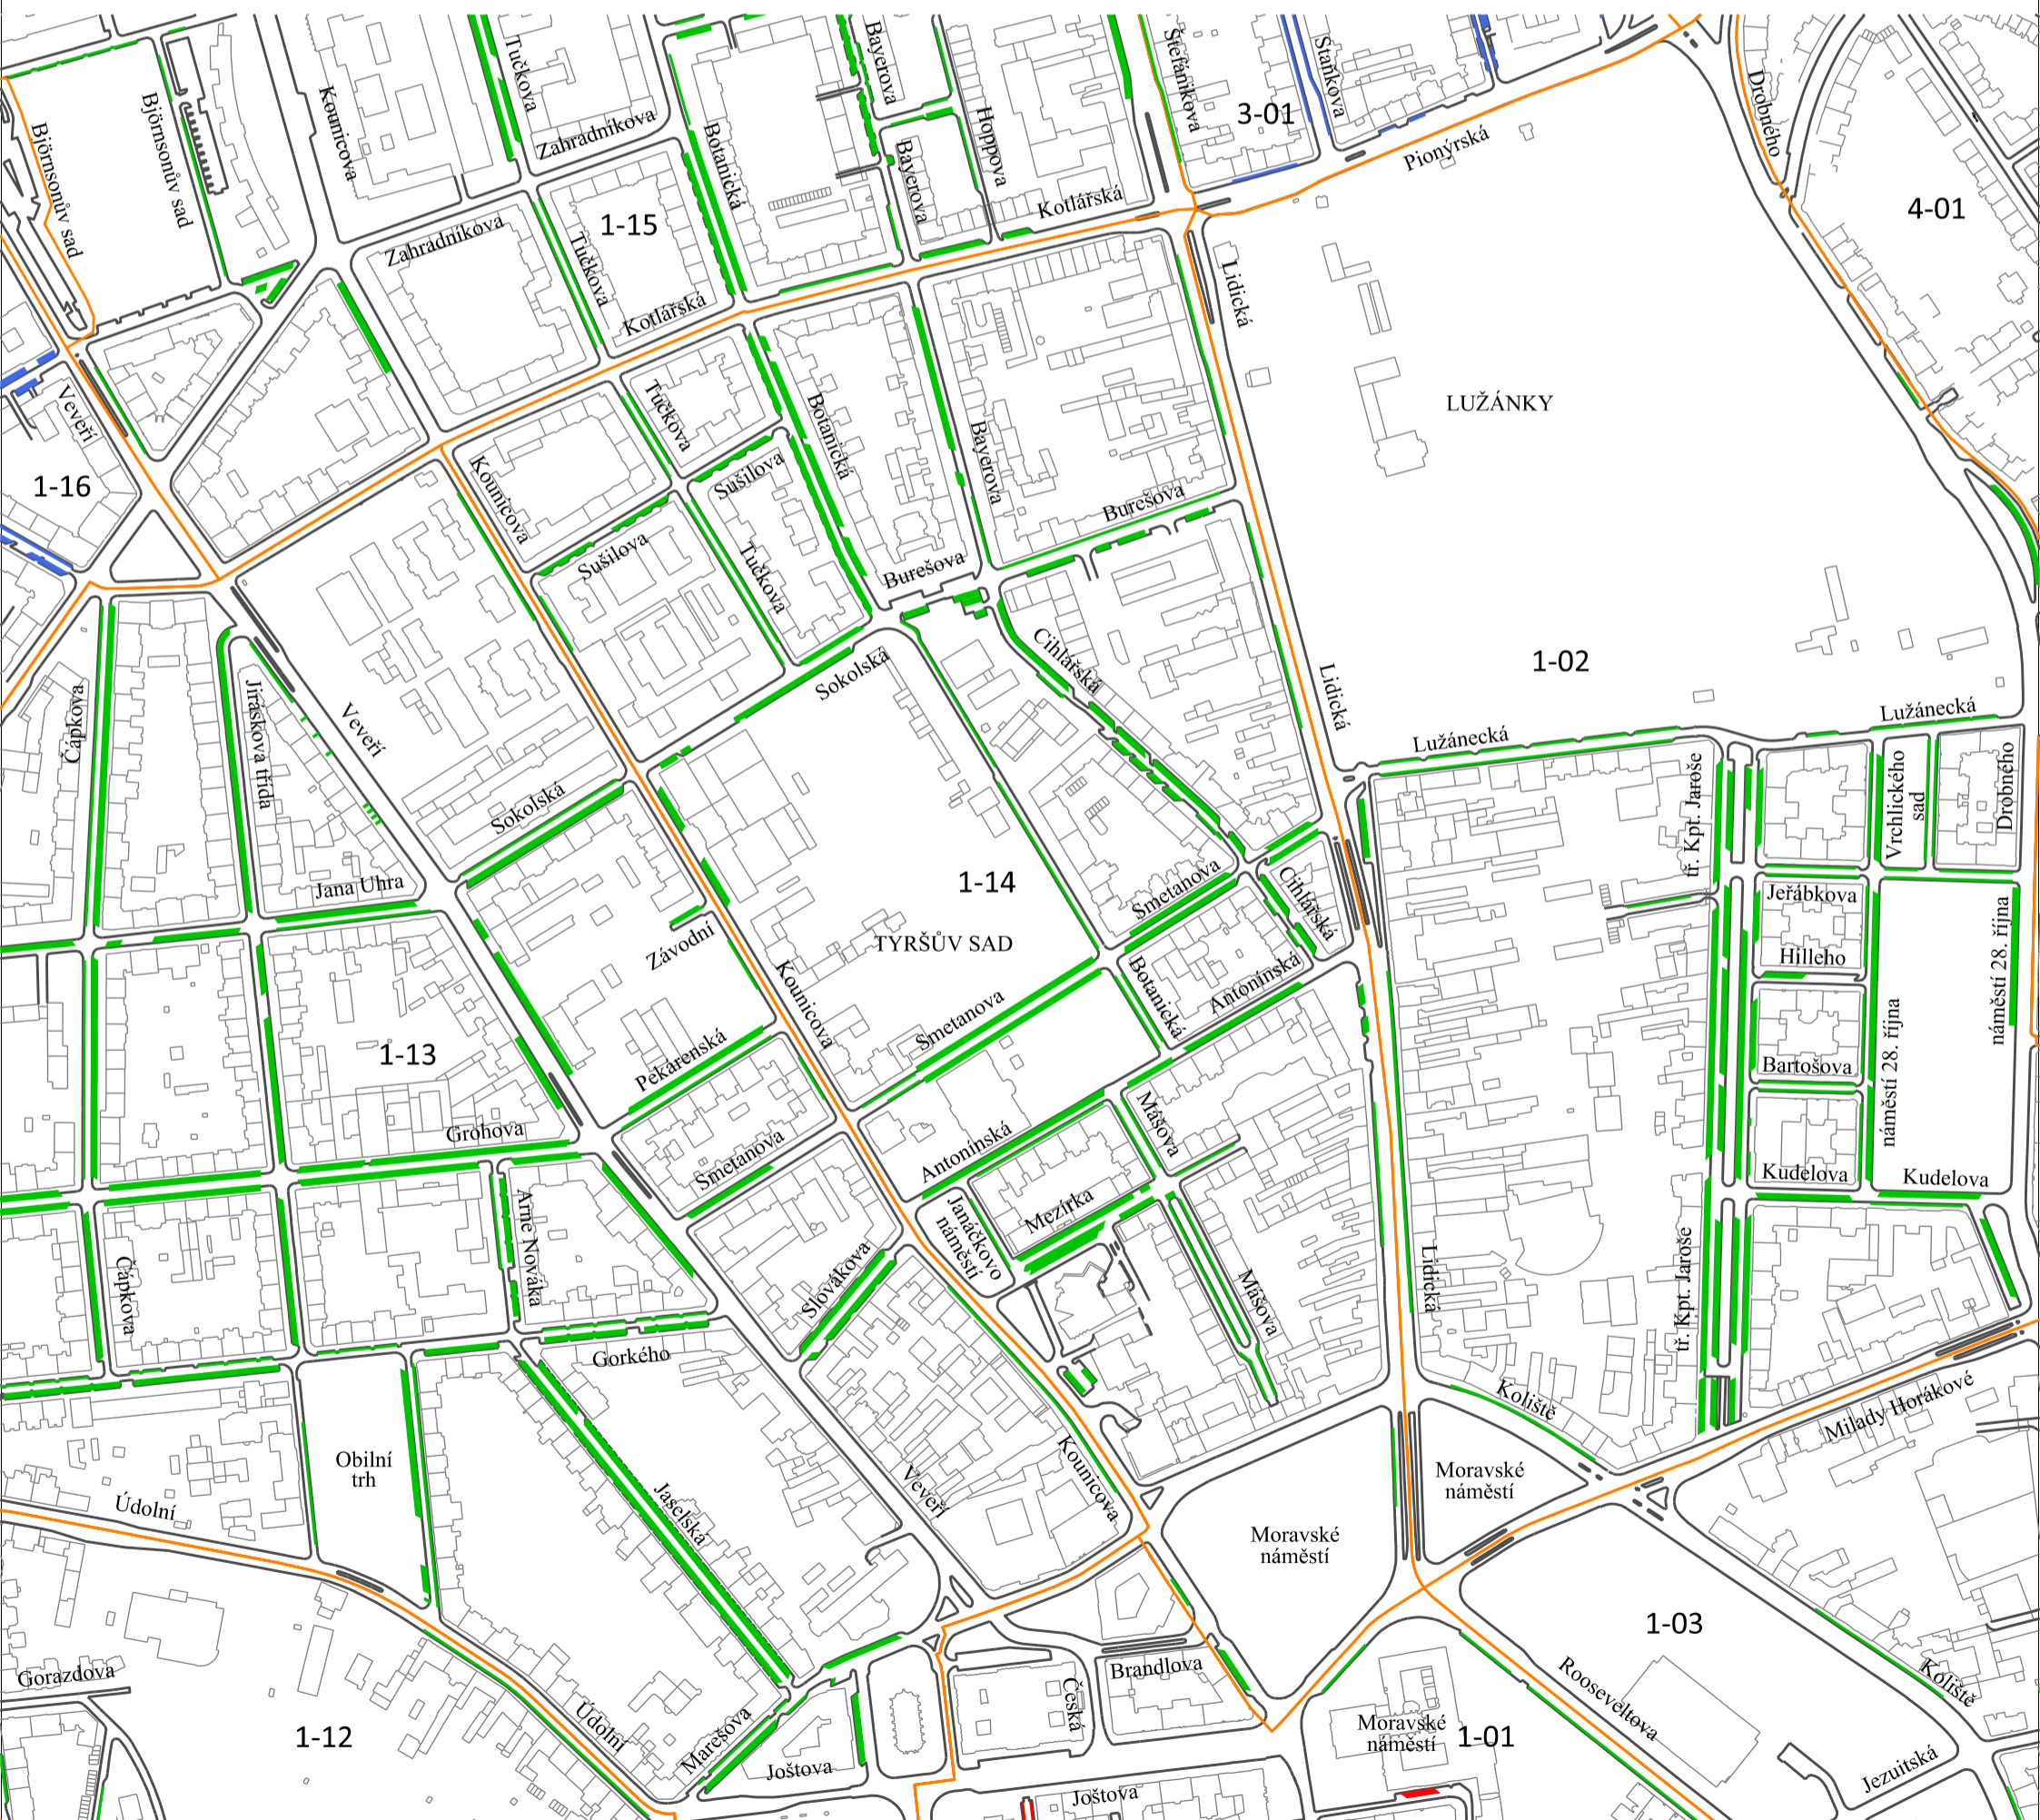 Tučkova
Bayerova
Štefánikova
Staňkova
3-01
Drobného
Björnsonův sad
Björnsonův sad
Kounicova
Zahradníkova
Botanická
Bayerova
Hoppova
Kotlářská
Pionýrská
4-01
Zahradníkova
Tučkova
1-15
Kotlářská
Lidická
LUŽÁNKY
Veveří
1-16
Kounicova
Tučkova
Sušilova
Botanická
Bayerova
Burešova
Sušilova
Tučkova
Burešova
Sokolská
Cihlářská
Lidická
1-02
Čápkova
Jiráskova třída
Veveří
Sokolská
Lužánecká
Lužánecká
tř. Kpt. Jaroše
Vrchlického
sad
Drobného
Jana Uhra
1-14
Smetanova
Cihlářská
Jeřábkova
Závodní
TYRŠŮV SAD
Kounicova
Smetanova
Botanická
Antonínská
Hilleho
náměstí 28. října
náměstí 28. října
1-13
Pekárenská
Bartošova
Grohova
Smetanova
Antonínská
Mášova
Kudelova
Kudelova
Čápkova
Arne Nováka
Slovákova
Janáčkovo
náměstí
Mezírka
Mášova
Lidická
tř. Kpt. Jaroše
Gorkého
Koliště
Milady Horákové
Obilní
trh
Údolní
Jaselská
Veveří
Kounicova
Moravské
náměstí
Moravské
náměstí
1-03
Gorazdova
1-12
Údolní
Marešova
Joštova
Česká
Brandlova
Joštova
Moravské
náměstí
1-01
Rooseveltova
Koliště
Jezuitská